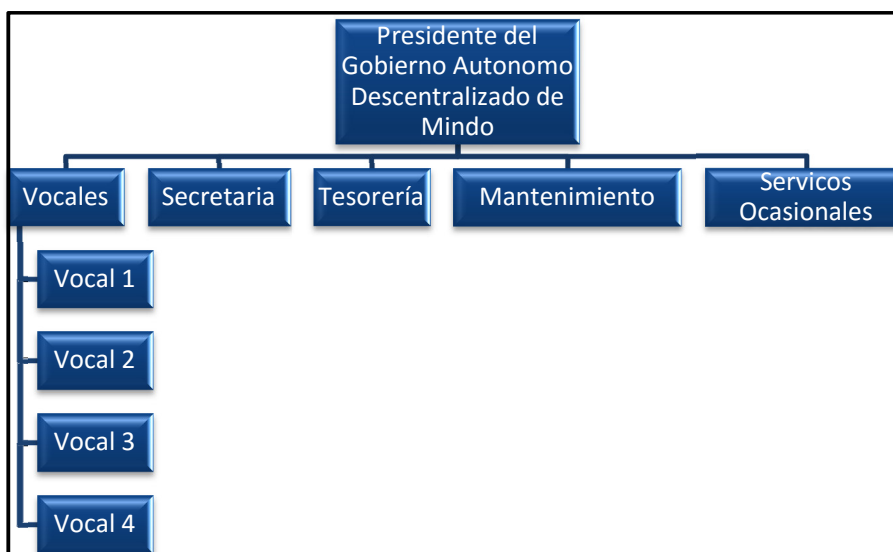 Presidente del
Gobierno Autonomo
Descentralizado de
Mindo
Vocales
Secretaria
Tesorería
Mantenimiento
Servicos
Ocasionales
Vocal 1
Vocal 2
Vocal 3
Vocal 4